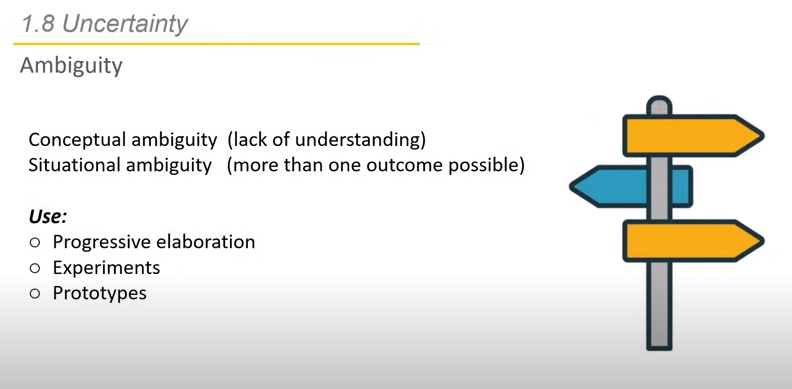 1.8 Uncertainty
Ambiguity
Conceptual ambiguity (lack of understanding)
Situational ambiguity (more than one outcome possible)
Use:
○ Progressive elaboration
○ Experiments
○ Prototypes